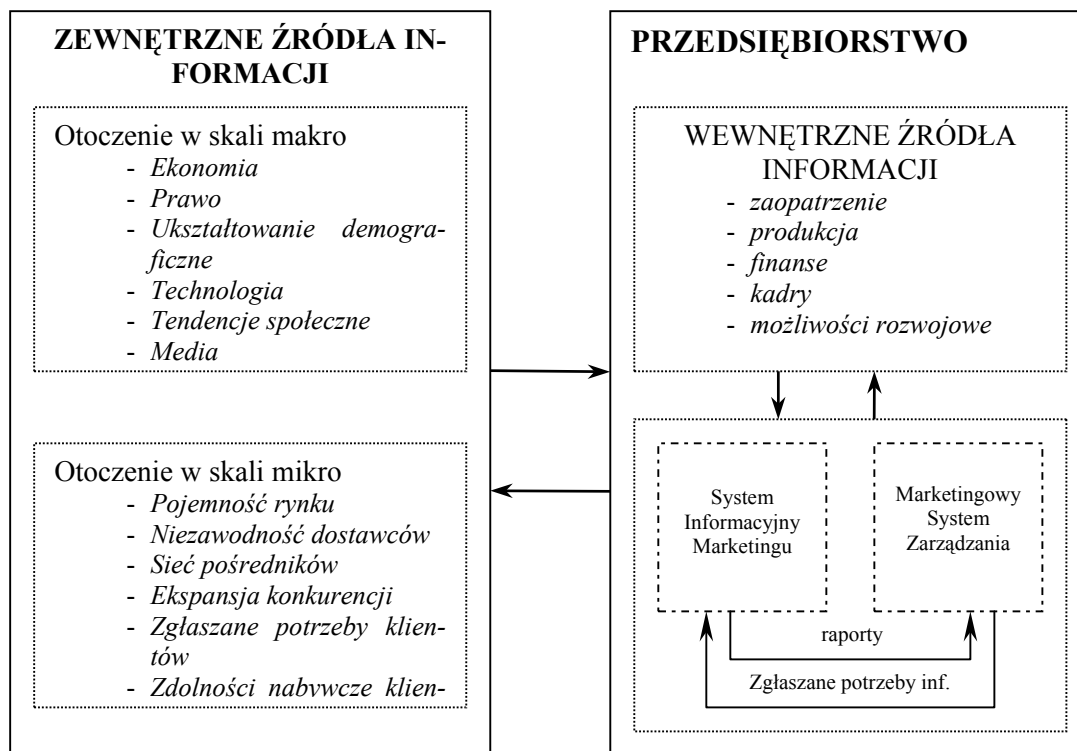 ZEWNĘTRZNE ŹRÓDŁA IN-
FORMACJI
Otoczenie w skali makro
- Ekonomia
- Prawo
- Ukształtowanie demogra-
ficzne
- Technologia
- Tendencje społeczne
- Media
Otoczenie w skali mikro
- Pojemność rynku
- Niezawodność dostawców
- Sieć pośredników
- Ekspansja konkurencji
- Zgłaszane potrzeby klien-
tów
- Zdolności nabywcze klien-
PRZEDSIĘBIORSTWO
WEWNĘTRZNE ŹRÓDŁA
INFORMACJI
- zaopatrzenie
- produkcja
- finanse
- kadry
- możliwości rozwojowe
System
Informacyjny
Marketingu
Marketingowy
System
Zarządzania
raporty
Zgłaszane potrzeby inf.